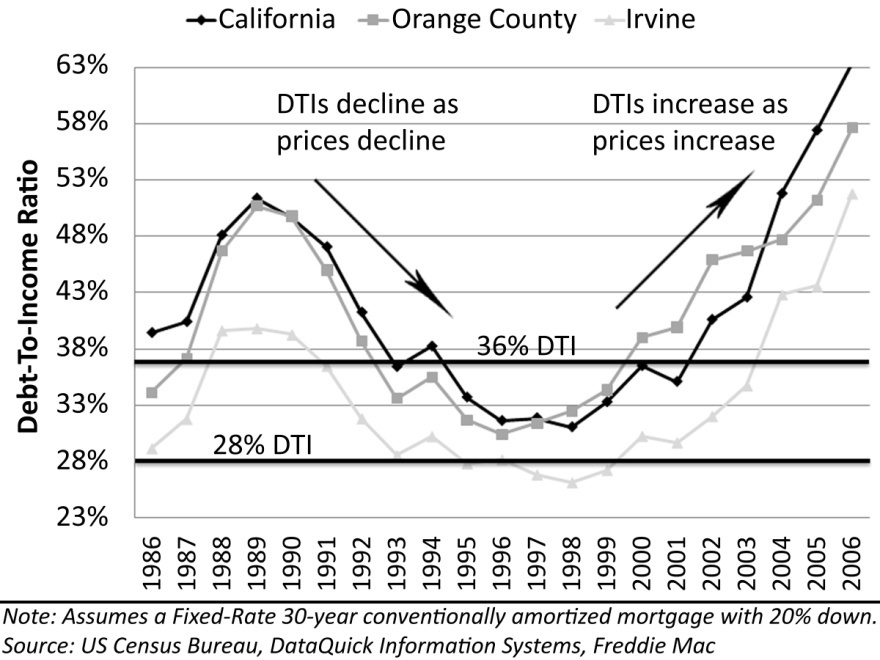 California Orange County Irvine
63%
58%
53%
48%
43%
38%
33%
28%
23%
Debt-To-Income Ratio
DTIs decline as
prices decline
DTIs increase as
prices increase
36% DTI
28% DTI
1986 1987 1988 1989 1990 1991 1992 1993 1994 1995 1996 1997 1998 1999 2000 2001 2002 2003 2004 2005 2006
Note: Assumes a Fixed-Rate 30-year conventionally amortized mortgage with 20% down.
Source: US Census Bureau, DataQuick Information Systems, Freddie Mac